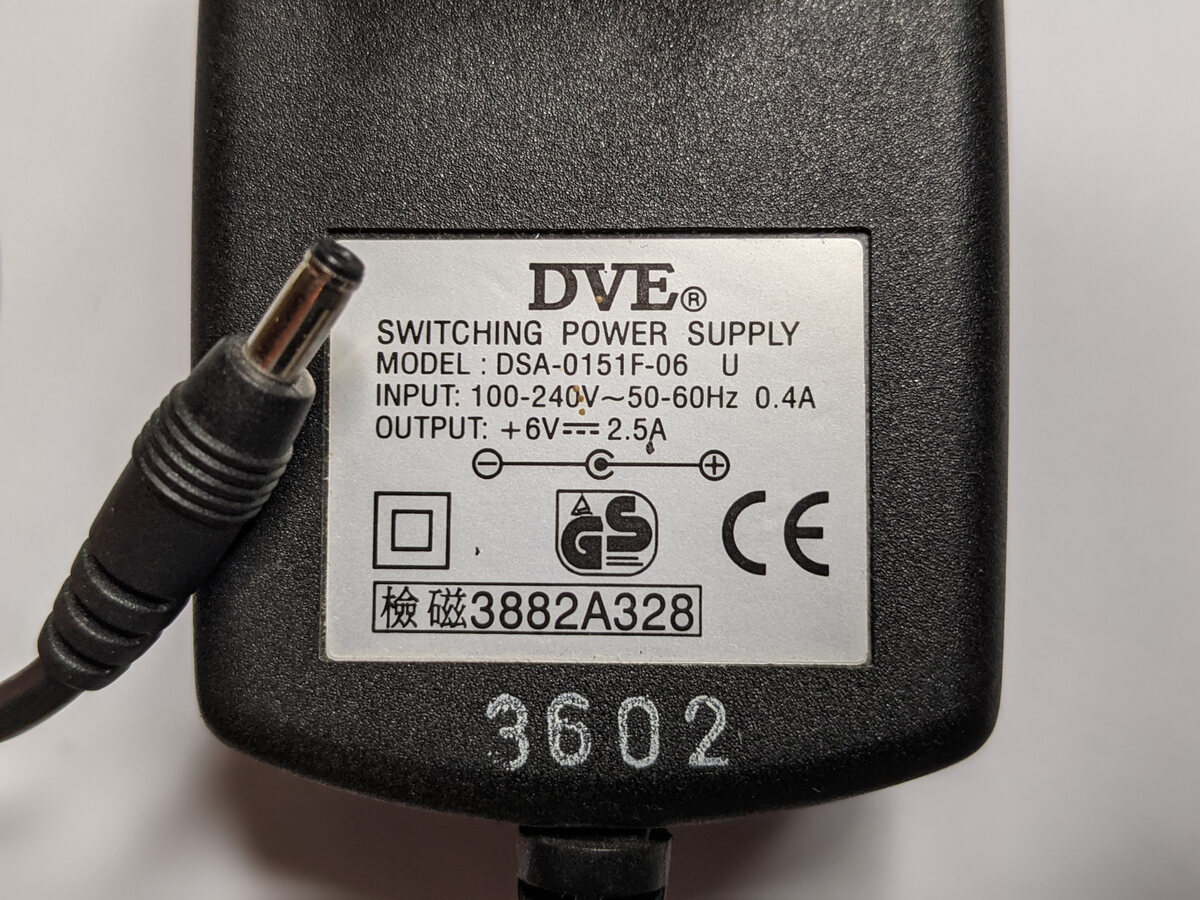 DVE®
SWITCHING POWER SUPPLY
MODEL : DSA-0151F-06 U
INPUT: 100-240V~50-60Hz 0.4A
OUTPUT: +6V⎓2.5A
GS CE
檢磁3882A328
3602